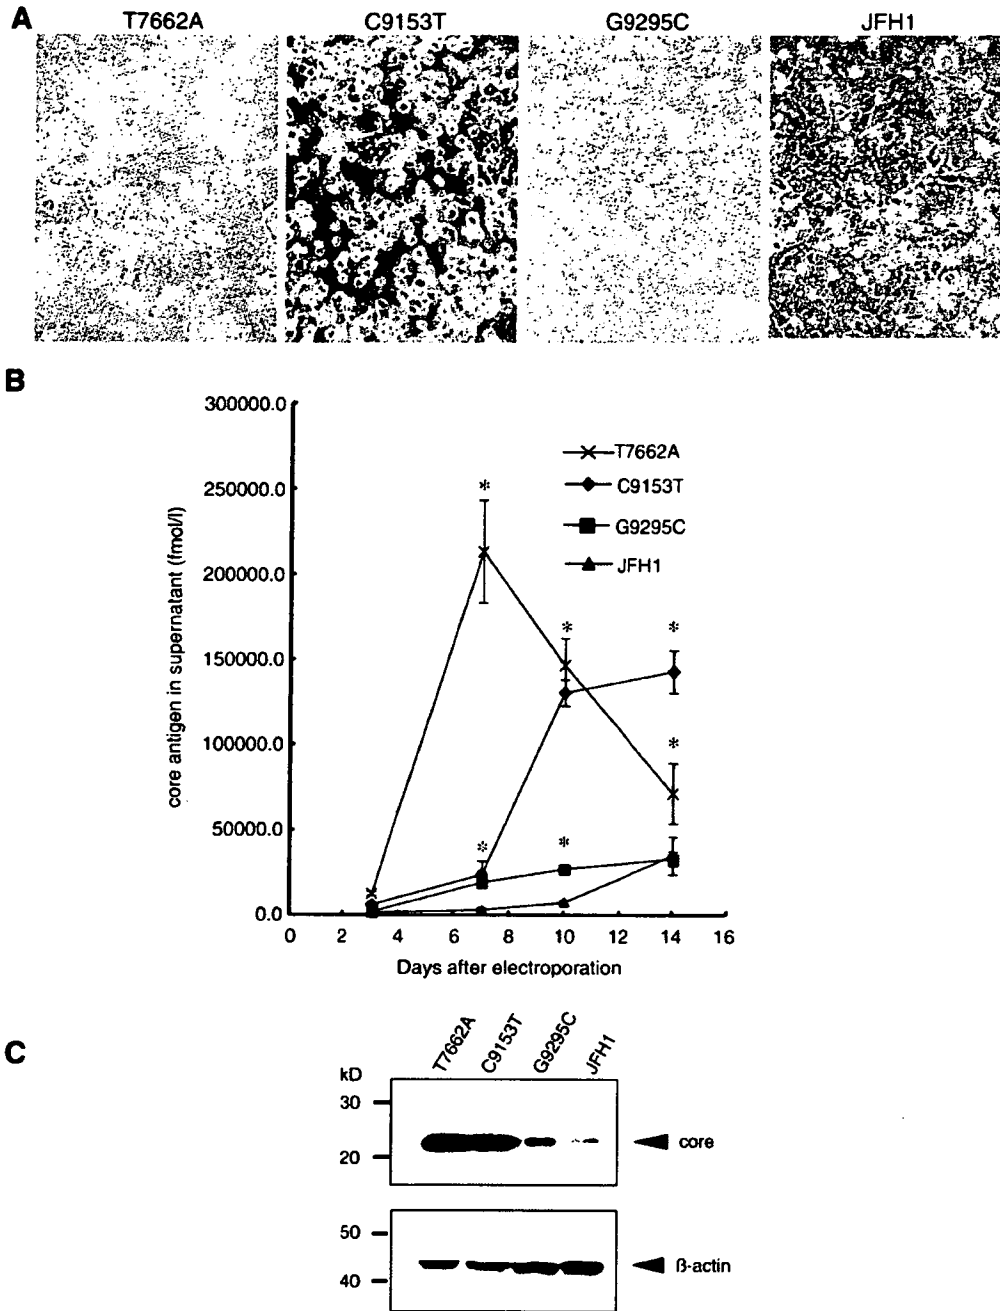 A
T7662A
C9153T
G9295C
JFH1
B
300000.0
250000.0
200000.0
150000.0
100000.0
50000.0
0.0
core antigen in supernatant (fmol/l)
T7662A
C9153T
G9295C
JFH1
*
*
*
*
*
*
0 2 4 6 8 10 12 14 16
Days after electroporation
C
T7662A
C9153T
G9295C
JFH1
kD
30
20
core
50
40
ß-actin